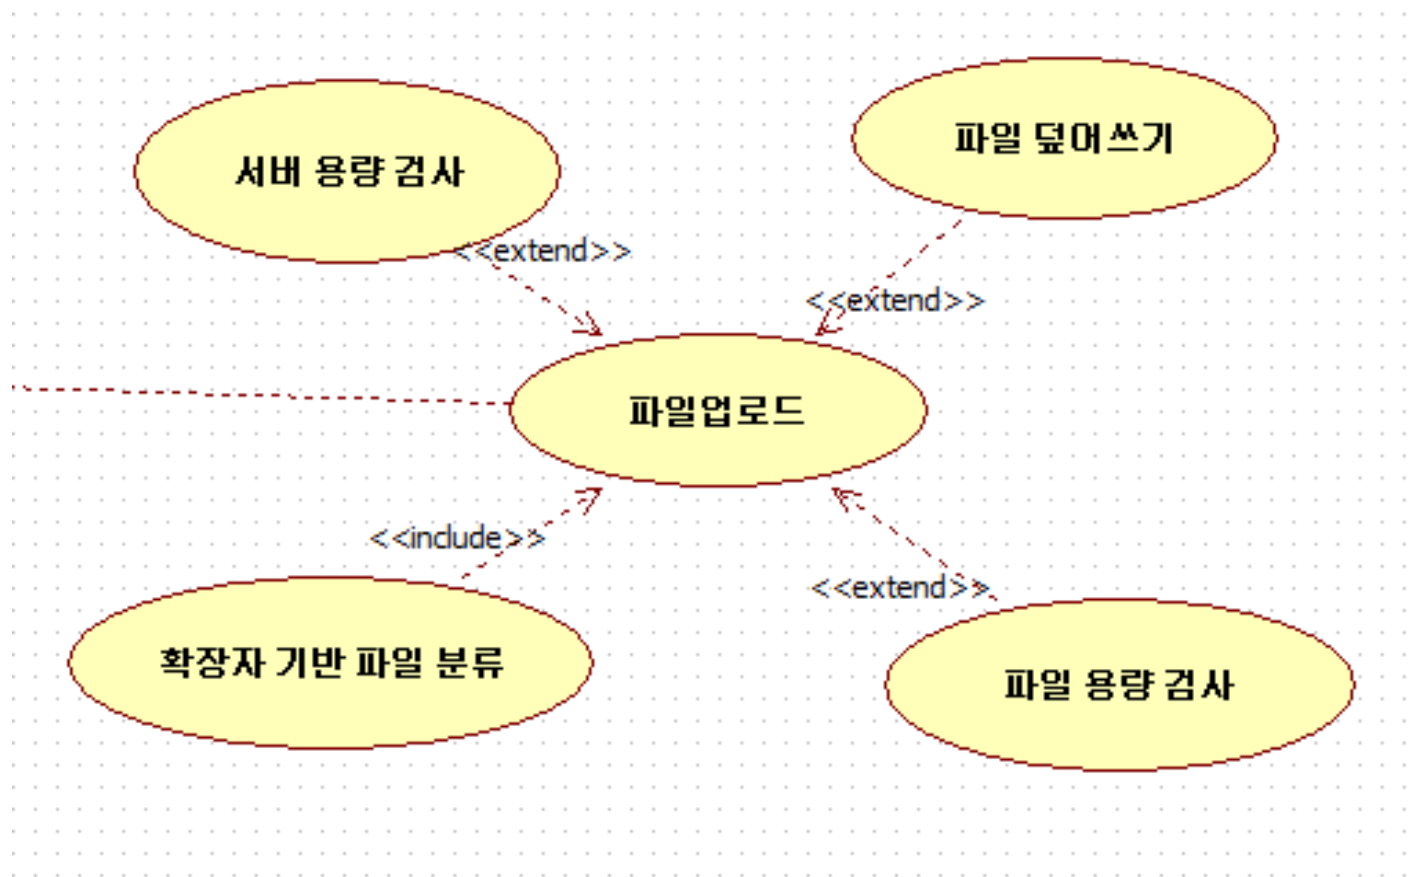 파일 덮어쓰기
서버 용량 검사
<<extend>>
<<extend>>
파일업로드
<<include>>
<<extend>>
확장자 기반 파일 분류
파일 용량 검사